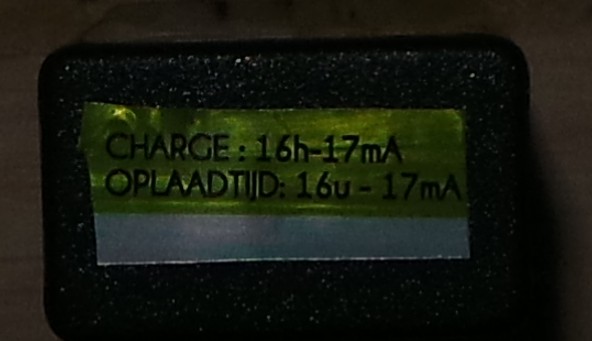 CHARGE : 16h-17mA
OPLAADTIJD: 16u - 17mA